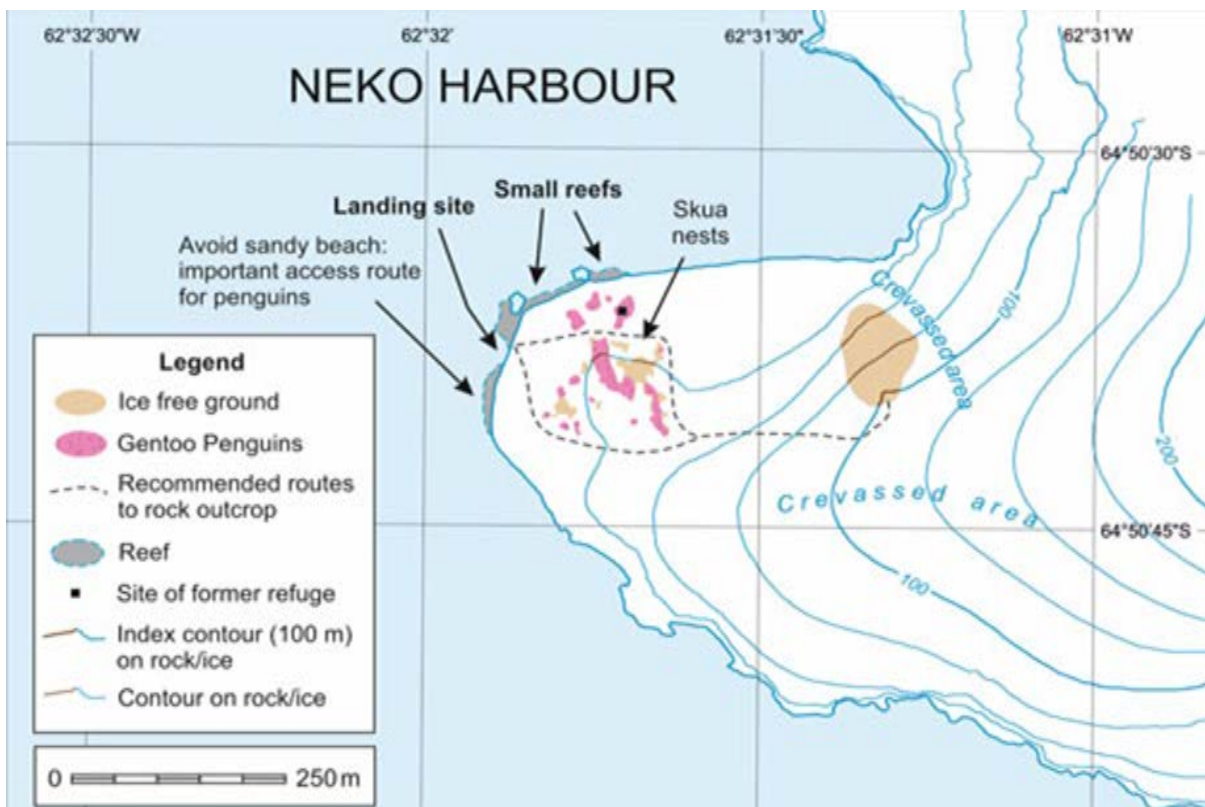 62°32'30"W
62°32'
62°31'30"
62°31'W
NEKO HARBOUR
64°50'30"S
Small reefs
Landing site
Skua
nests
Avoid sandy beach:
important access route
for penguins
Crevassed area
100
Legend
Ice free ground
Gentoo Penguins
Recommended routes
to rock outcrop
Reef
Site of former refuge
Index contour (100 m)
on rock/ice
Contour on rock/ice
200
Crevassed area
64°50'45"S
100
0 250 m